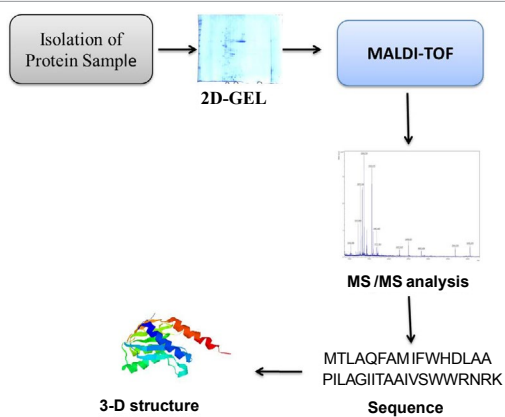 Isolation of
Protein Sample
2D-GEL
MALDI-TOF
MS /MS analysis
MTLAQFAMIFWHDLAA
PILAGIITAAIVSWWRNRK
Sequence
3-D structure